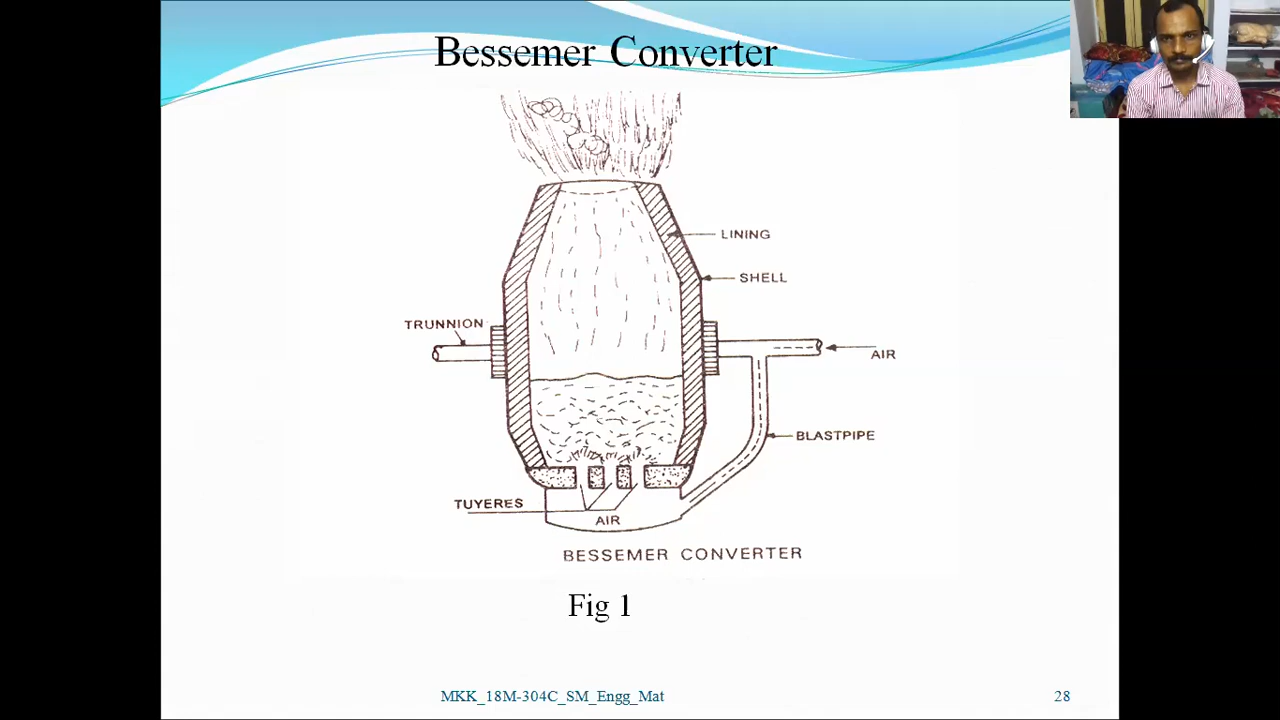 Bessemer Converter
LINING
SHELL
TRUNNION
AIR
BLASTPIPE
TUYERES
AIR
BESSEMER CONVERTER
Fig 1
MKK_18M-304C_SM_Engg_Mat
28